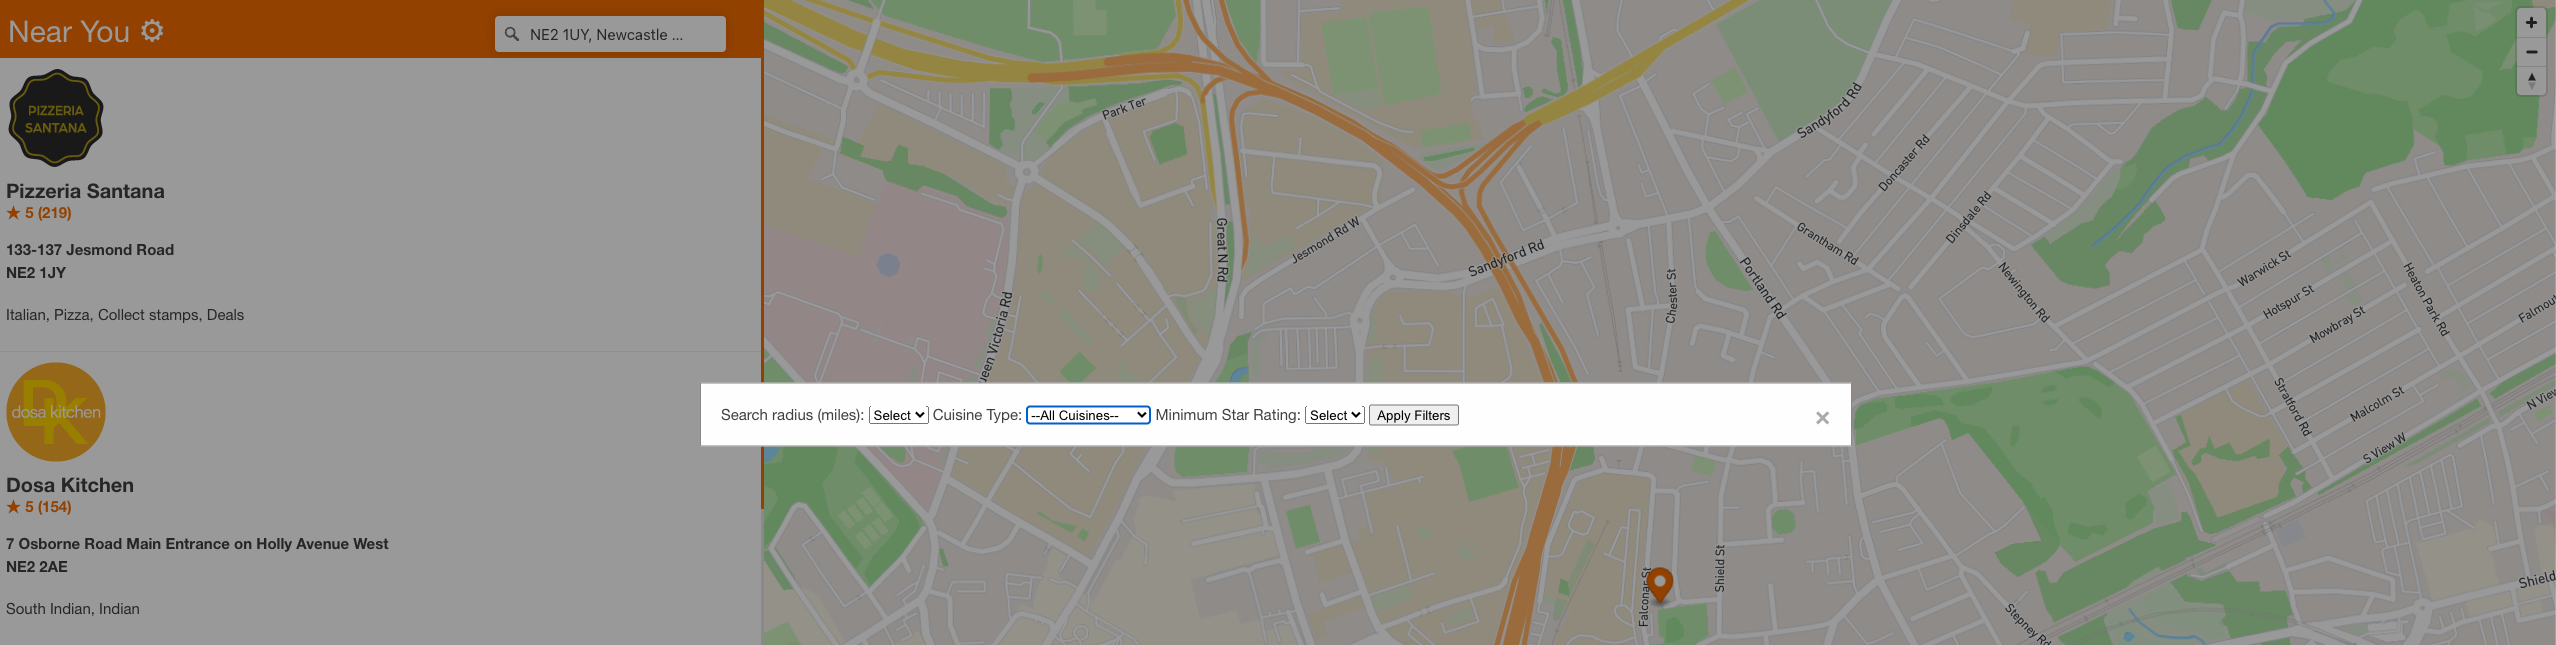 Near You
NE2 1UY, Newcastle ...
PIZZERIA
SANTANA
Pizzeria Santana
★ 5 (219)
133-137 Jesmond Road
NE2 1JY
Italian, Pizza, Collect stamps, Deals
DK
dosa kitchen
Dosa Kitchen
★ 5 (154)
7 Osborne Road Main Entrance on Holly Avenue West
NE2 2AE
South Indian, Indian
Search radius (miles): Select Cuisine Type: --All Cuisines-- Minimum Star Rating: Select Apply Filters ×
Park Ter
Great N Rd
Jesmond Rd W
Sandyford Rd
Sandyford Rd
Portland Rd
Chester St
Grantham Rd
Doncaster Rd
Dinsdale Rd
Newington Rd
Warwick St
Hotspur St
Mowbray St
Heaton Park Rd
Falmou
Stratford Rd
Malcolm St
S View W
N View
ueen Victoria Rd
Falconar St
Shield St
Stepney Rd
Shield